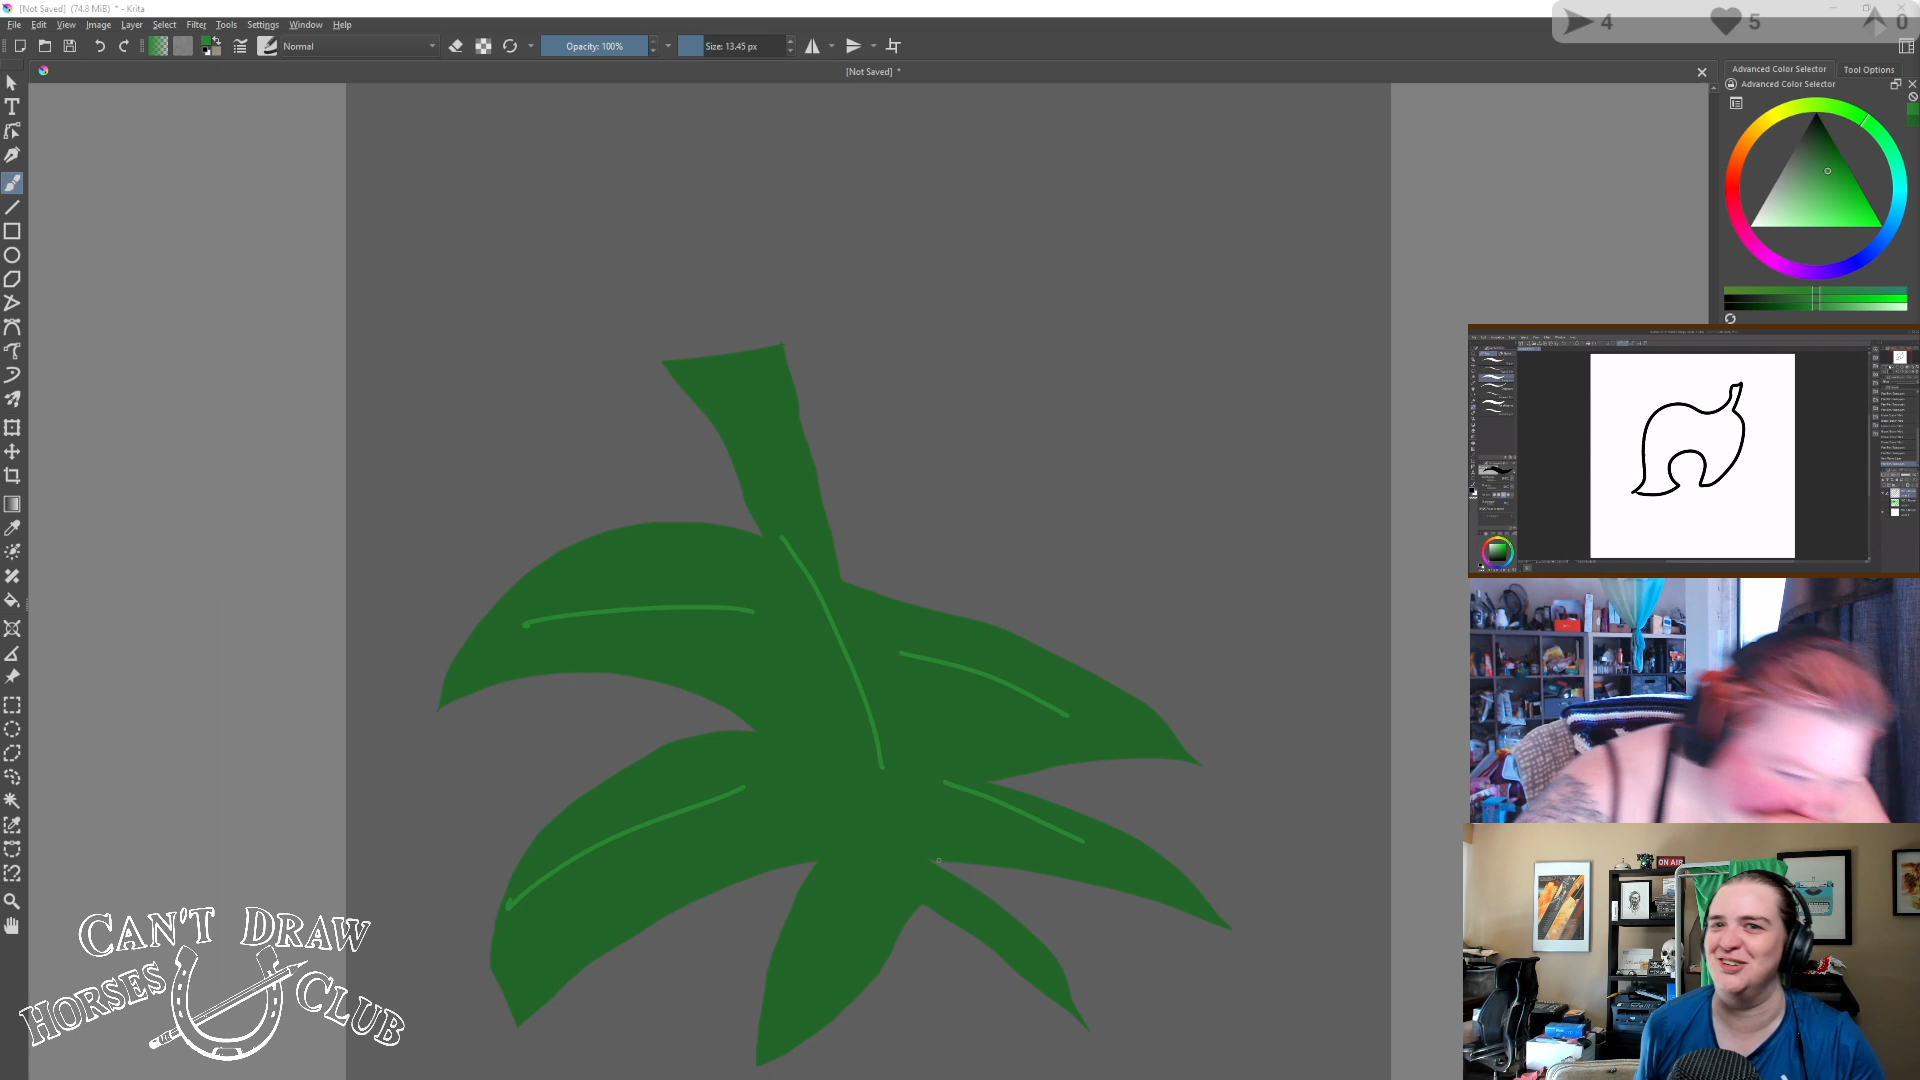 [Not Saved]  (74.8 MiB)  * - Krita
File Edit View Image Layer Select Filter Tools Settings Window Help
4 5 0
Normal
Opacity: 100%
Size: 13.45 px
[Not Saved]  *
Advanced Color Selector
Tool Options
Advanced Color Selector
ON AIR
CAN'T DRAW
HORSES
CLUB